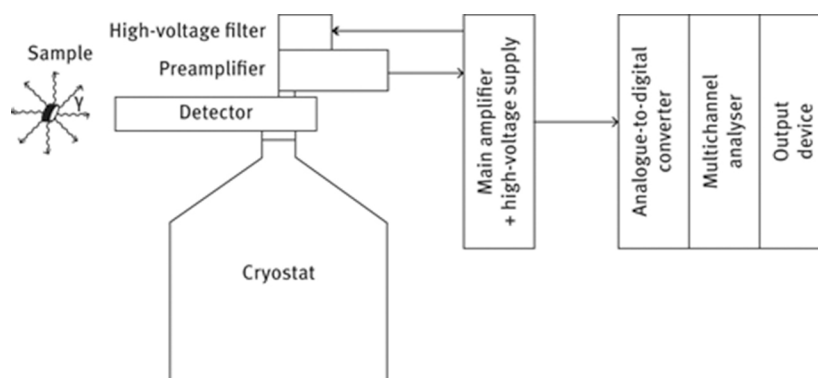 High-voltage filter
Sample
Preamplifier
γ
Detector
Cryostat
Main amplifier
+ high-voltage supply
Analogue-to-digital
converter
Multichannel
analyser
Output
device